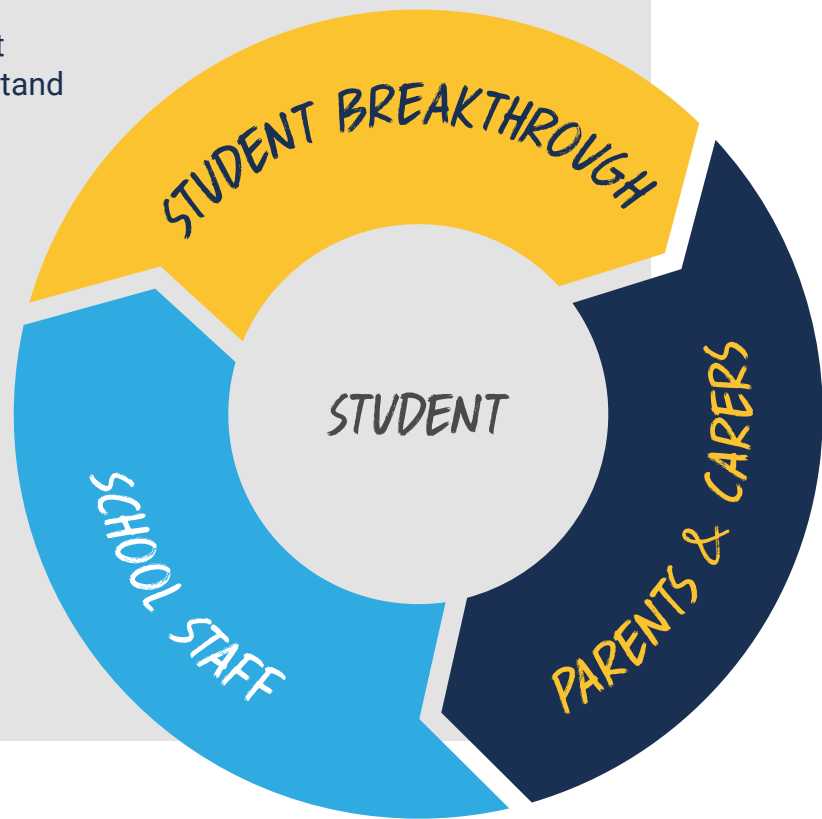 t
tand
STUDENT BREAKTHROUGH
PARENTS & CARERS
STUDENT
SCHOOL STAFF